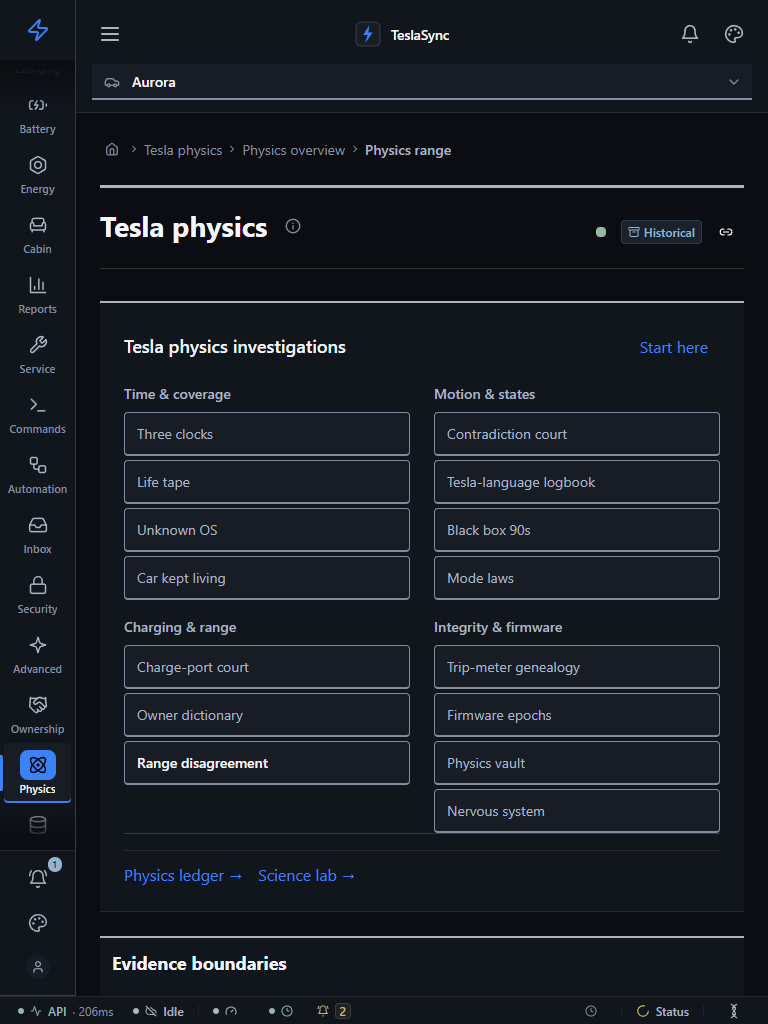 TeslaSync
Aurora
Charging
Battery
Energy
Cabin
Reports
Service
Commands
Automation
Inbox
Security
Advanced
Ownership
Physics
1
Tesla physics > Physics overview > Physics range
Tesla physics
Historical
Tesla physics investigations
Start here
Time & coverage
Three clocks
Life tape
Unknown OS
Car kept living
Motion & states
Contradiction court
Tesla-language logbook
Black box 90s
Mode laws
Charging & range
Charge-port court
Owner dictionary
Range disagreement
Integrity & firmware
Trip-meter genealogy
Firmware epochs
Physics vault
Nervous system
Physics ledger → Science lab →
Evidence boundaries
API · 206ms Idle 2 Status